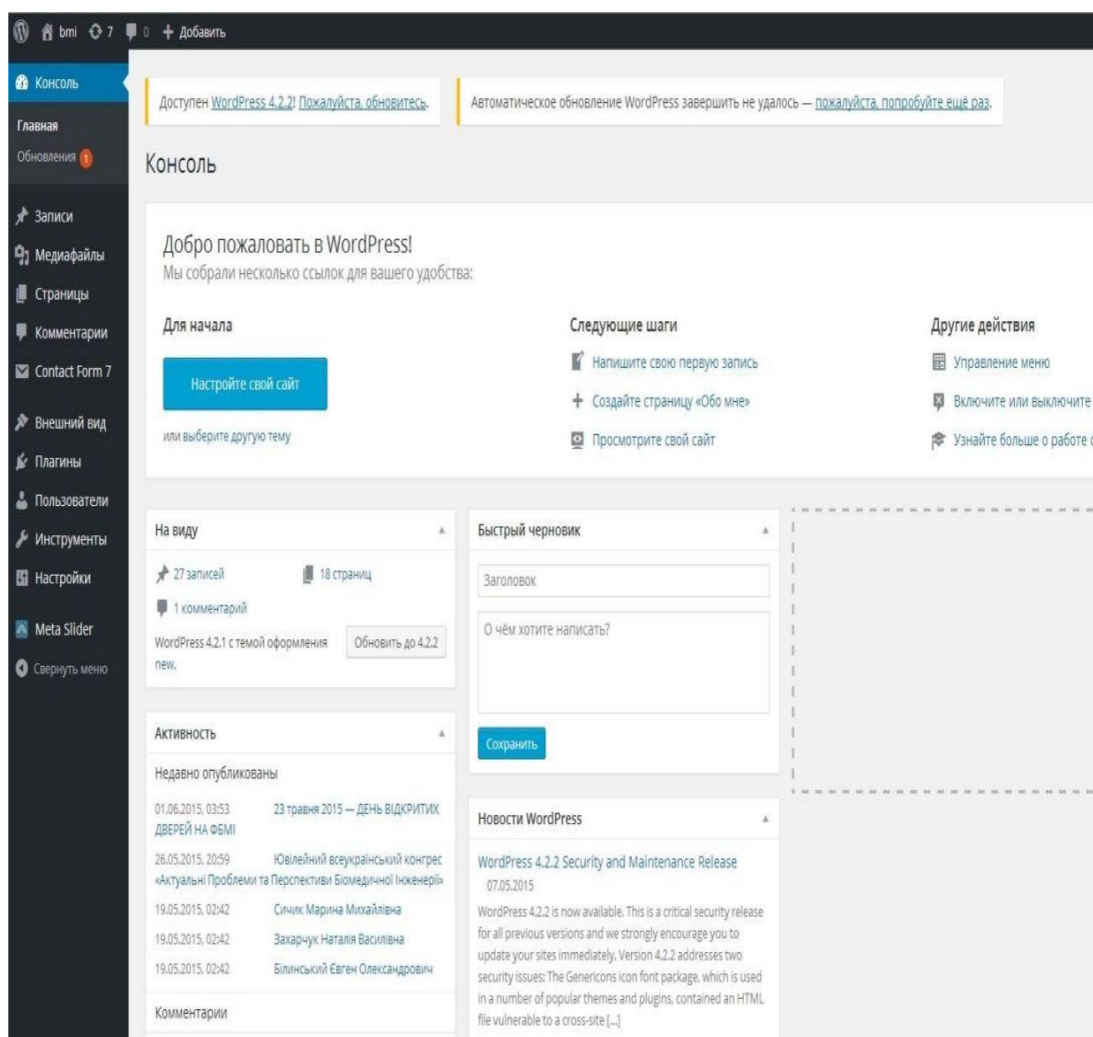 bmi 7 0 + Добавить
Консоль
Главная
Обновления 1
Записи
Медиафайлы
Страницы
Комментарии
Contact Form 7
Внешний вид
Плагины
Пользователи
Инструменты
Настройки
Meta Slider
Свернуть меню
Доступен WordPress 4.2.2! Пожалуйста, обновитесь.
Автоматическое обновление WordPress завершить не удалось — пожалуйста, попробуйте ещё раз.
Консоль
Добро пожаловать в WordPress!
Мы собрали несколько ссылок для вашего удобства:
Для начала
Настройте свой сайт
или выберите другую тему
Следующие шаги
Напишите свою первую запись
Создайте страницу «Обо мне»
Просмотрите свой сайт
Другие действия
Управление меню
Включите или выключите
Узнайте больше о работе с
На виду
27 записей
18 страниц
1 комментарий
WordPress 4.2.1 с темой оформления
new.
Обновить до 4.2.2
Активность
Недавно опубликованы
01.06.2015, 03:53 23 травня 2015 — ДЕНЬ ВІДКРИТИХ
ДВЕРЕЙ НА ФБМІ
26.05.2015, 20:59 Ювілейний всеукраїнський конгрес
«Актуальні Проблеми та Перспективи Біомедичної Інженерії»
19.05.2015, 02:42 Сичик Марина Михайлівна
19.05.2015, 02:42 Захарчук Наталія Василівна
19.05.2015, 02:42 Білинський Євген Олександрович
Комментарии
Быстрый черновик
Заголовок
О чём хотите написать?
Сохранить
Новости WordPress
WordPress 4.2.2 Security and Maintenance Release
07.05.2015
WordPress 4.2.2 is now available. This is a critical security release
for all previous versions and we strongly encourage you to
update your sites immediately. Version 4.2.2 addresses two
security issues: The Genericons icon font package, which is used
in a number of popular themes and plugins, contained an HTML
file vulnerable to a cross-site […]